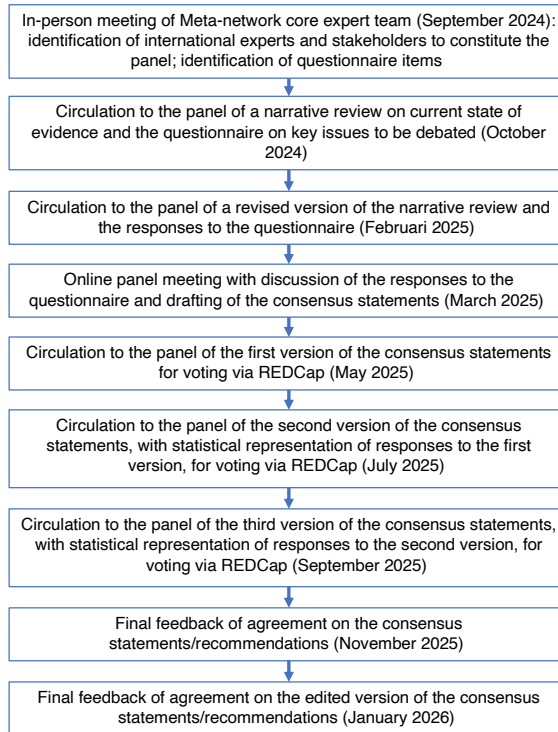 In-person meeting of Meta-network core expert team (September 2024):
identification of international experts and stakeholders to constitute the
panel; identification of questionnaire items
Circulation to the panel of a narrative review on current state of
evidence and the questionnaire on key issues to be debated (October
2024)
Circulation to the panel of a revised version of the narrative review and
the responses to the questionnaire (Februari 2025)
Online panel meeting with discussion of the responses to the
questionnaire and drafting of the consensus statements (March 2025)
Circulation to the panel of the first version of the consensus statements
for voting via REDCap (May 2025)
Circulation to the panel of the second version of the consensus
statements, with statistical representation of responses to the first
version, for voting via REDCap (July 2025)
Circulation to the panel of the third version of the consensus statements,
with statistical representation of responses to the second version, for
voting via REDCap (September 2025)
Final feedback of agreement on the consensus
statements/recommendations (November 2025)
Final feedback of agreement on the edited version of the consensus
statements/recommendations (January 2026)